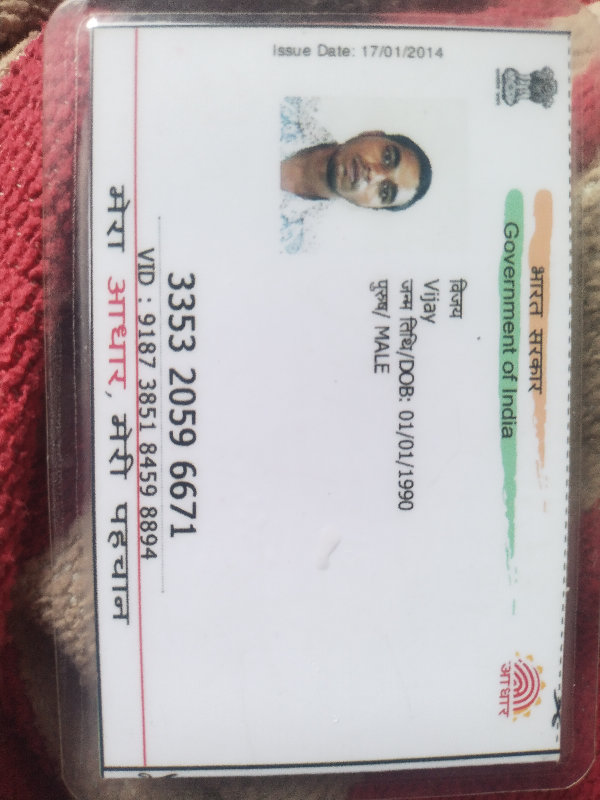 Issue Date: 17/01/2014
भारत सरकार
Government of India
विजय
Vijay
जन्म तिथि/DOB: 01/01/1990
पुरुष/ MALE
3353 2059 6671
VID : 9187 3851 8459 8894
मेरा आधार, मेरी पहचान
आधार